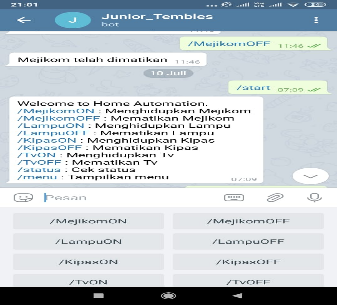 21:01
J
Junior_Tembles
bot
/MejikomOFF 11:46
Mejikom telah dimatikan 11:46
10 Juli
/start 07:09
Welcome to Home Automation.
/MejikomON : Menghidupkan Mejikom
/MejikomOFF : Mematikan Mejikom
/LampuON : Menghidupkan Lampu
/LampuOFF : Mematikan Lampu
/KipasON : Menghidupkan Kipas
/KipasOFF : Mematikan Kipas
/TvON : Menghidupkan Tv
/TvOFF : Mematikan Tv
/status : Cek status
/menu : Tampilkan menu
07:09
Pesan
/MejikomON /MejikomOFF
/LampuON /LampuOFF
/KipasON /KipasOFF
/TvON /TvOFF